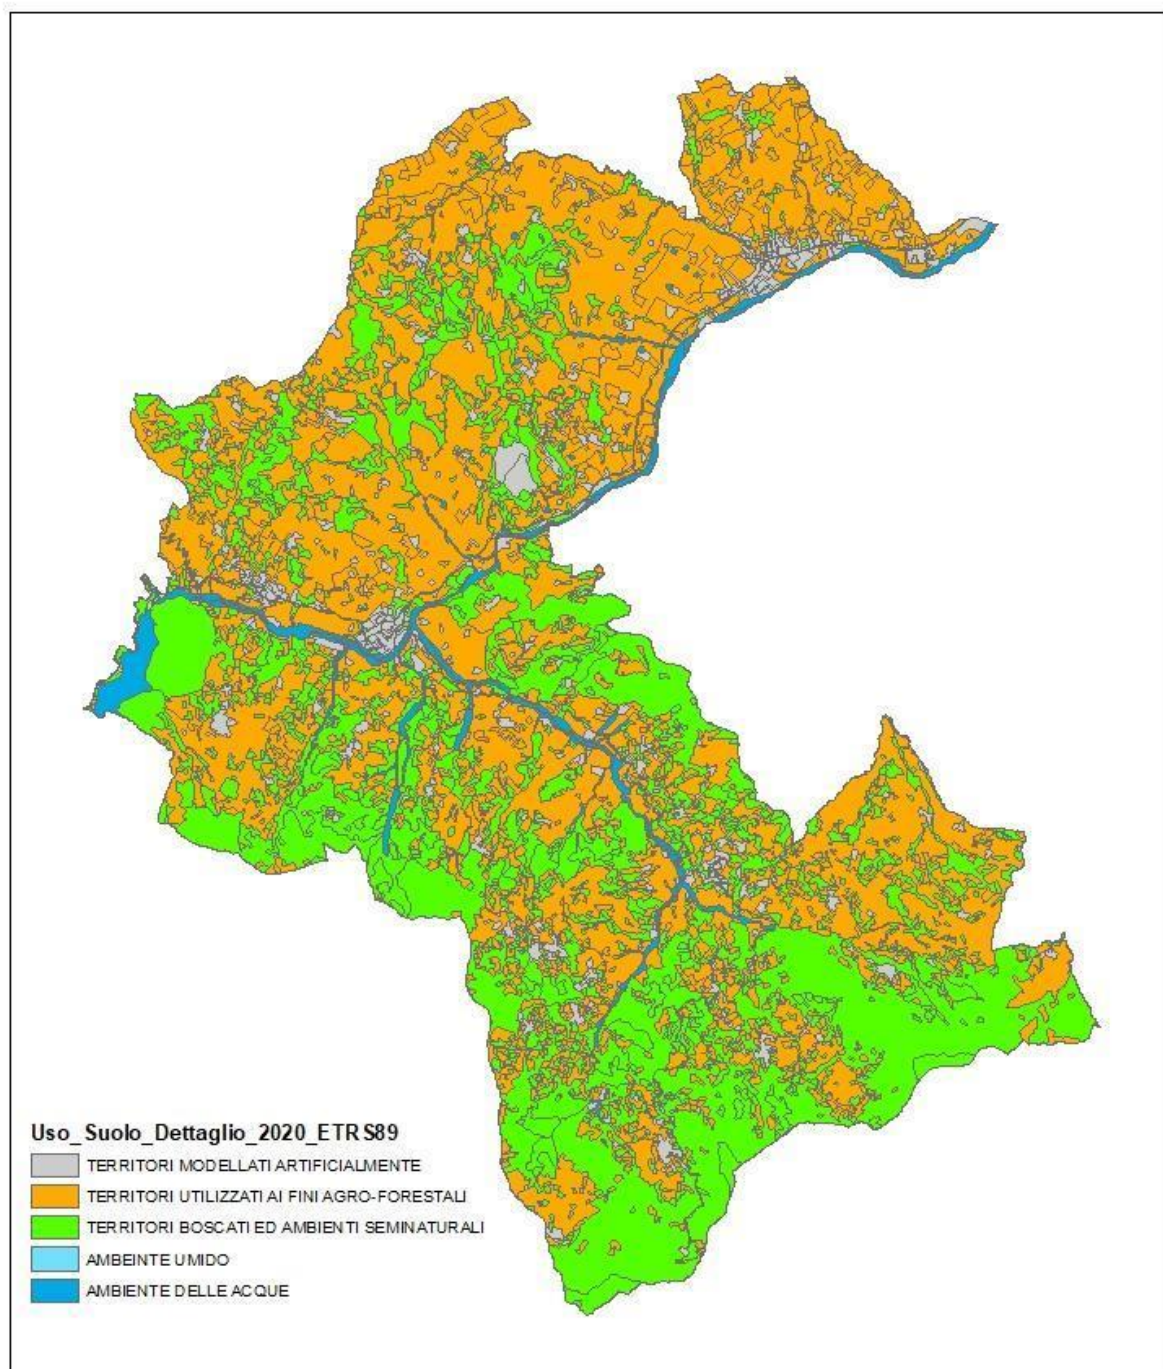 Uso_Suolo_Dettaglio_2020_ETRS89
TERRITORI MODELLATI ARTIFICIALMENTE
TERRITORI UTILIZZATI AI FINI AGRO-FORESTALI
TERRITORI BOSCATI ED AMBIENTI SEMINATURALI
AMBEINTE UMIDO
AMBIENTE DELLE ACQUE